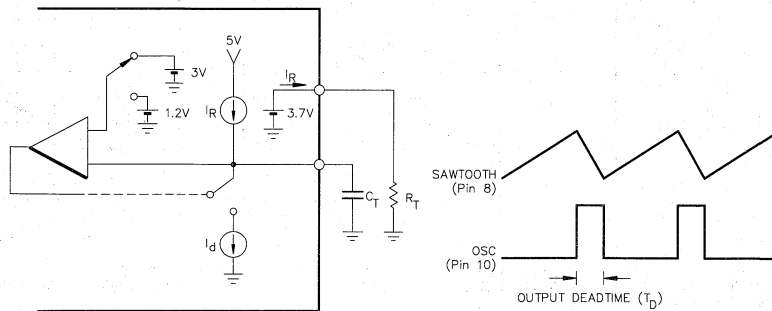 5V
I_R
3V
1.2V
I_R
3.7V
C_T
R_T
I_d
SAWTOOTH
(Pin 8)
OSC
(Pin 10)
OUTPUT DEADTIME (T_D)